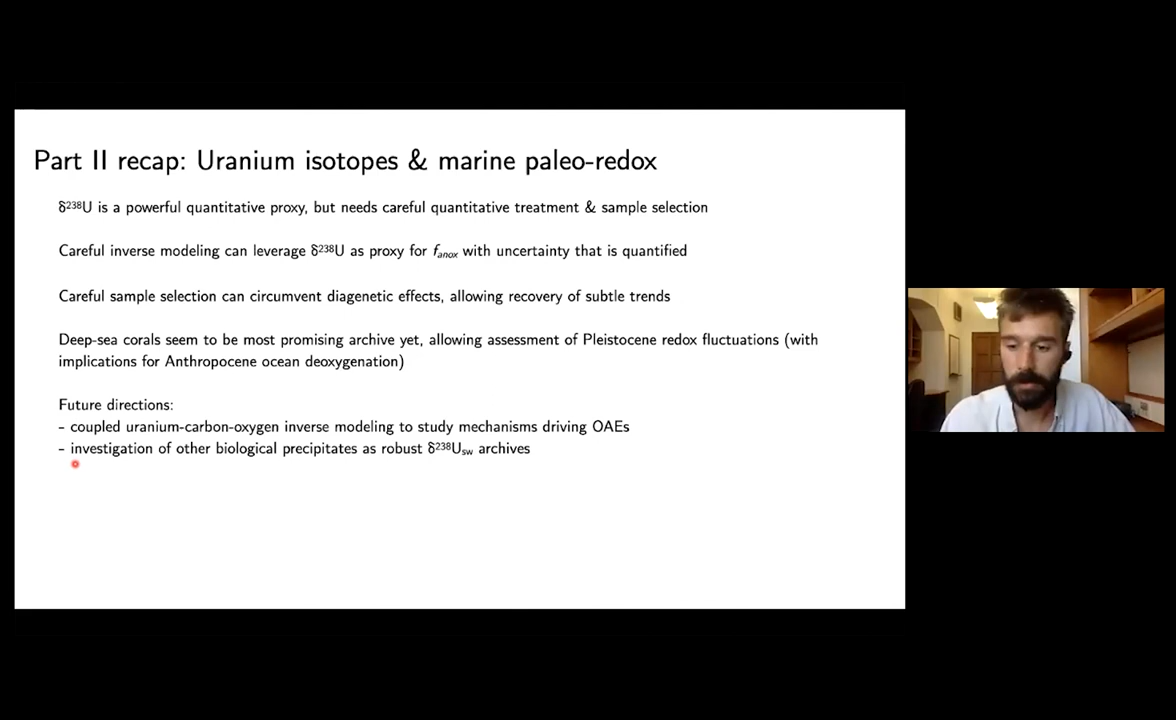 Part II recap: Uranium isotopes & marine paleo-redox
δ²³⁸U is a powerful quantitative proxy, but needs careful quantitative treatment & sample selection
Careful inverse modeling can leverage δ²³⁸U as proxy for fₐₙₒₓ with uncertainty that is quantified
Careful sample selection can circumvent diagenetic effects, allowing recovery of subtle trends
Deep-sea corals seem to be most promising archive yet, allowing assessment of Pleistocene redox fluctuations (with
implications for Anthropocene ocean deoxygenation)
Future directions:
- coupled uranium-carbon-oxygen inverse modeling to study mechanisms driving OAEs
- investigation of other biological precipitates as robust δ²³⁸Usw archives